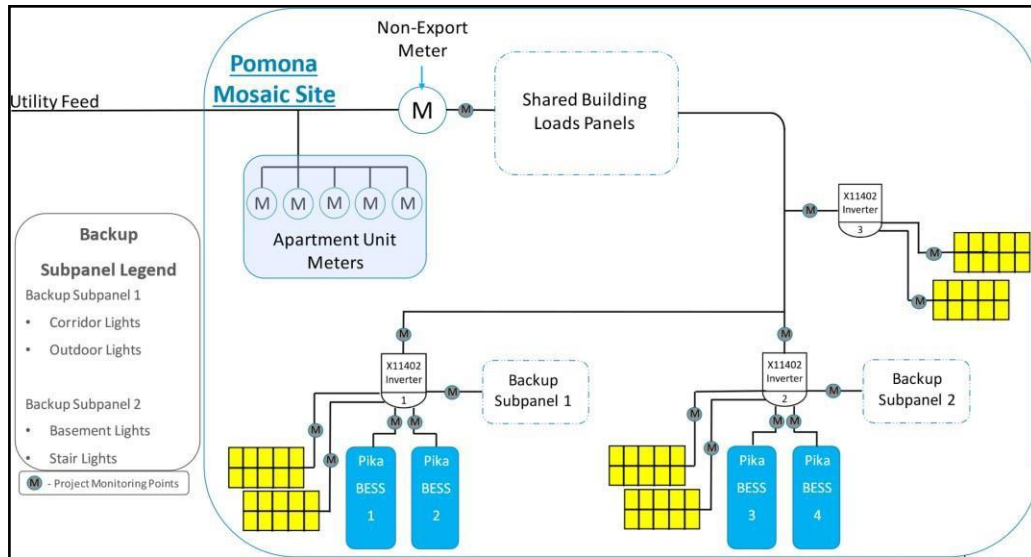 Non-Export
Meter
Pomona
Mosaic Site
Utility Feed
M
M
Shared Building
Loads Panels
M M M M M
Apartment Unit
Meters
M
X11402
Inverter
3
M
M
Backup
Subpanel Legend
Backup Subpanel 1
• Corridor Lights
• Outdoor Lights
Backup Subpanel 2
• Basement Lights
• Stair Lights
M - Project Monitoring Points
M
X11402
Inverter
1
M
Backup
Subpanel 1
M
M
M
M
Pika
BESS
1
Pika
BESS
2
M
X11402
Inverter
2
M
Backup
Subpanel 2
M
M
M
M
Pika
BESS
3
Pika
BESS
4